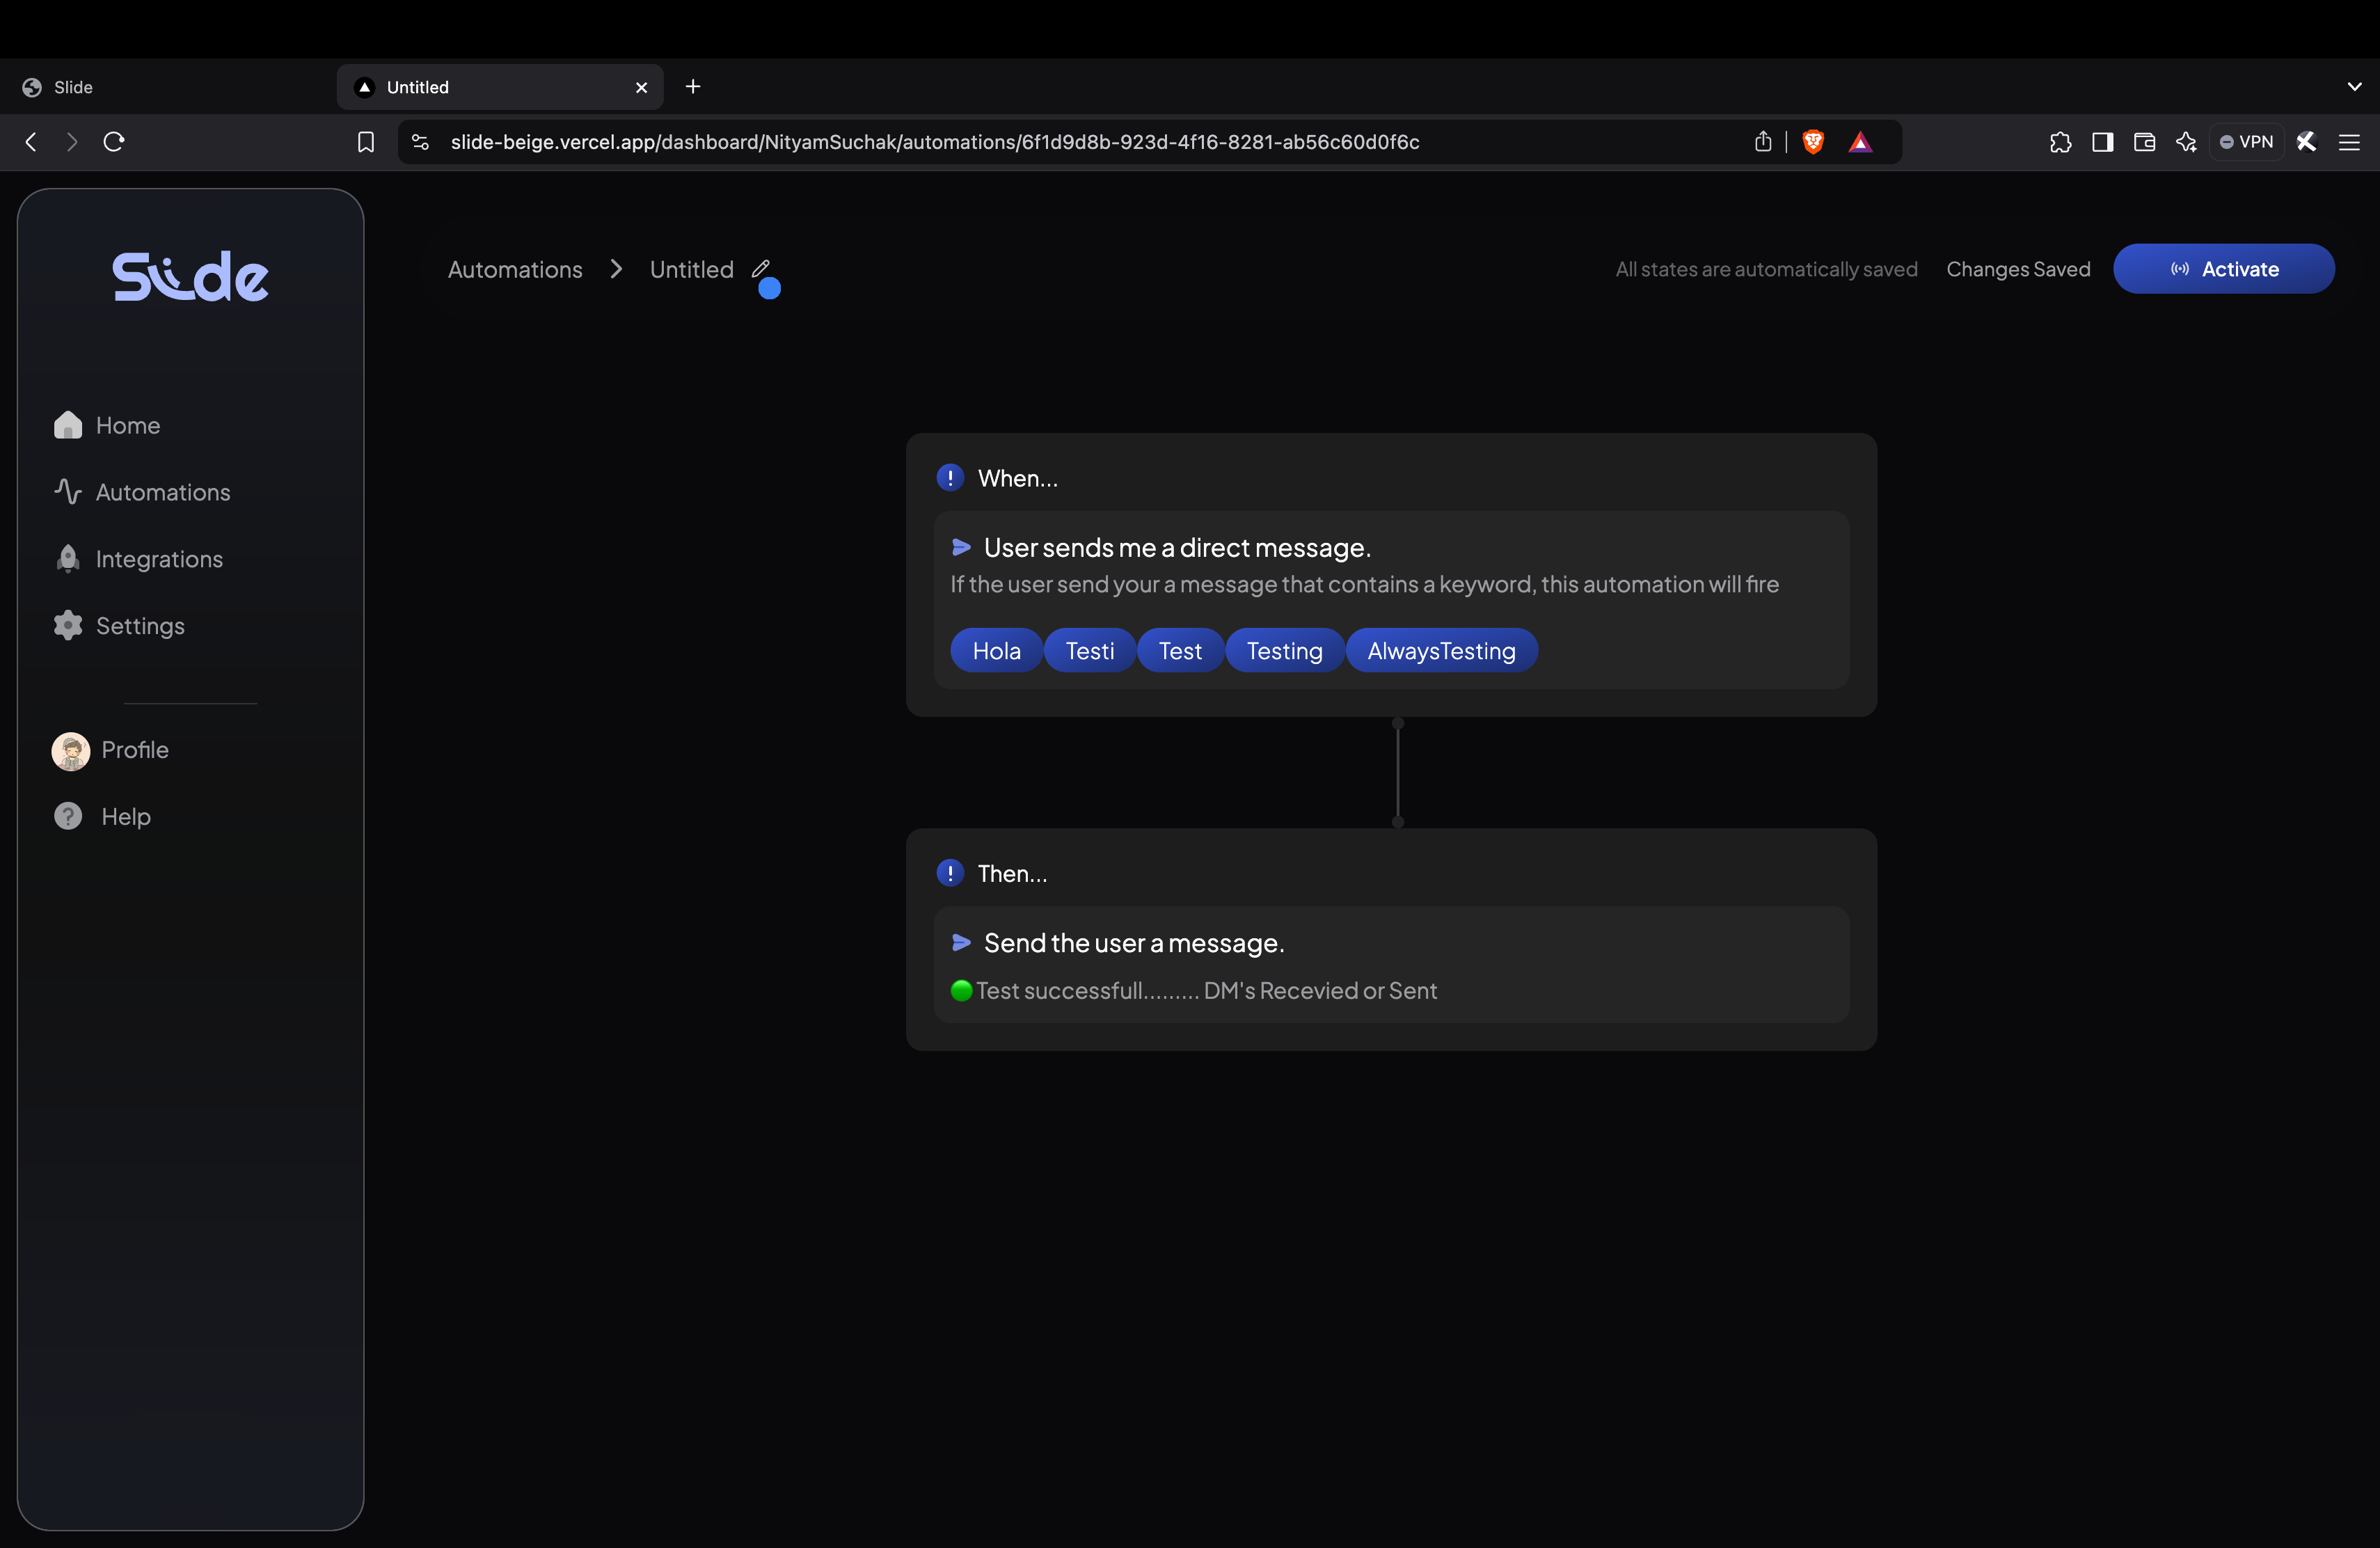 Slide
Untitled
slide-beige.vercel.app/dashboard/NityamSuchak/automations/6f1d9d8b-923d-4f16-8281-ab56c60d0f6c
VPN
Slide
Automations > Untitled
All states are automatically saved
Changes Saved
Activate
Home
Automations
Integrations
Settings
Profile
Help
When...
User sends me a direct message.
If the user send your a message that contains a keyword, this automation will fire
Hola Testi Test Testing AlwaysTesting
Then...
Send the user a message.
Test successfull......... DM's Recevied or Sent